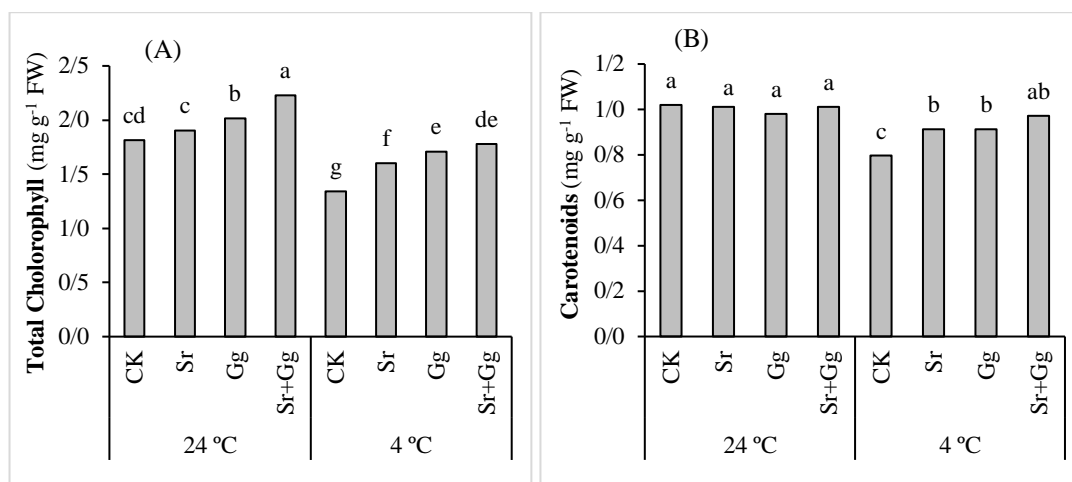 (A)
Total Cholorophyll (mg g⁻¹ FW)
2/5
2/0
1/5
1/0
0/5
0/0
cd c b a g f e de
CK Sr Gg Sr+Gg CK Sr Gg Sr+Gg
24 ºC 4 ºC
(B)
Carotenoids (mg g⁻¹ FW)
1/2
1/0
0/8
0/6
0/4
0/2
0/0
a a a a c b b ab
CK Sr Gg Sr+Gg CK Sr Gg Sr+Gg
24 ºC 4 ºC